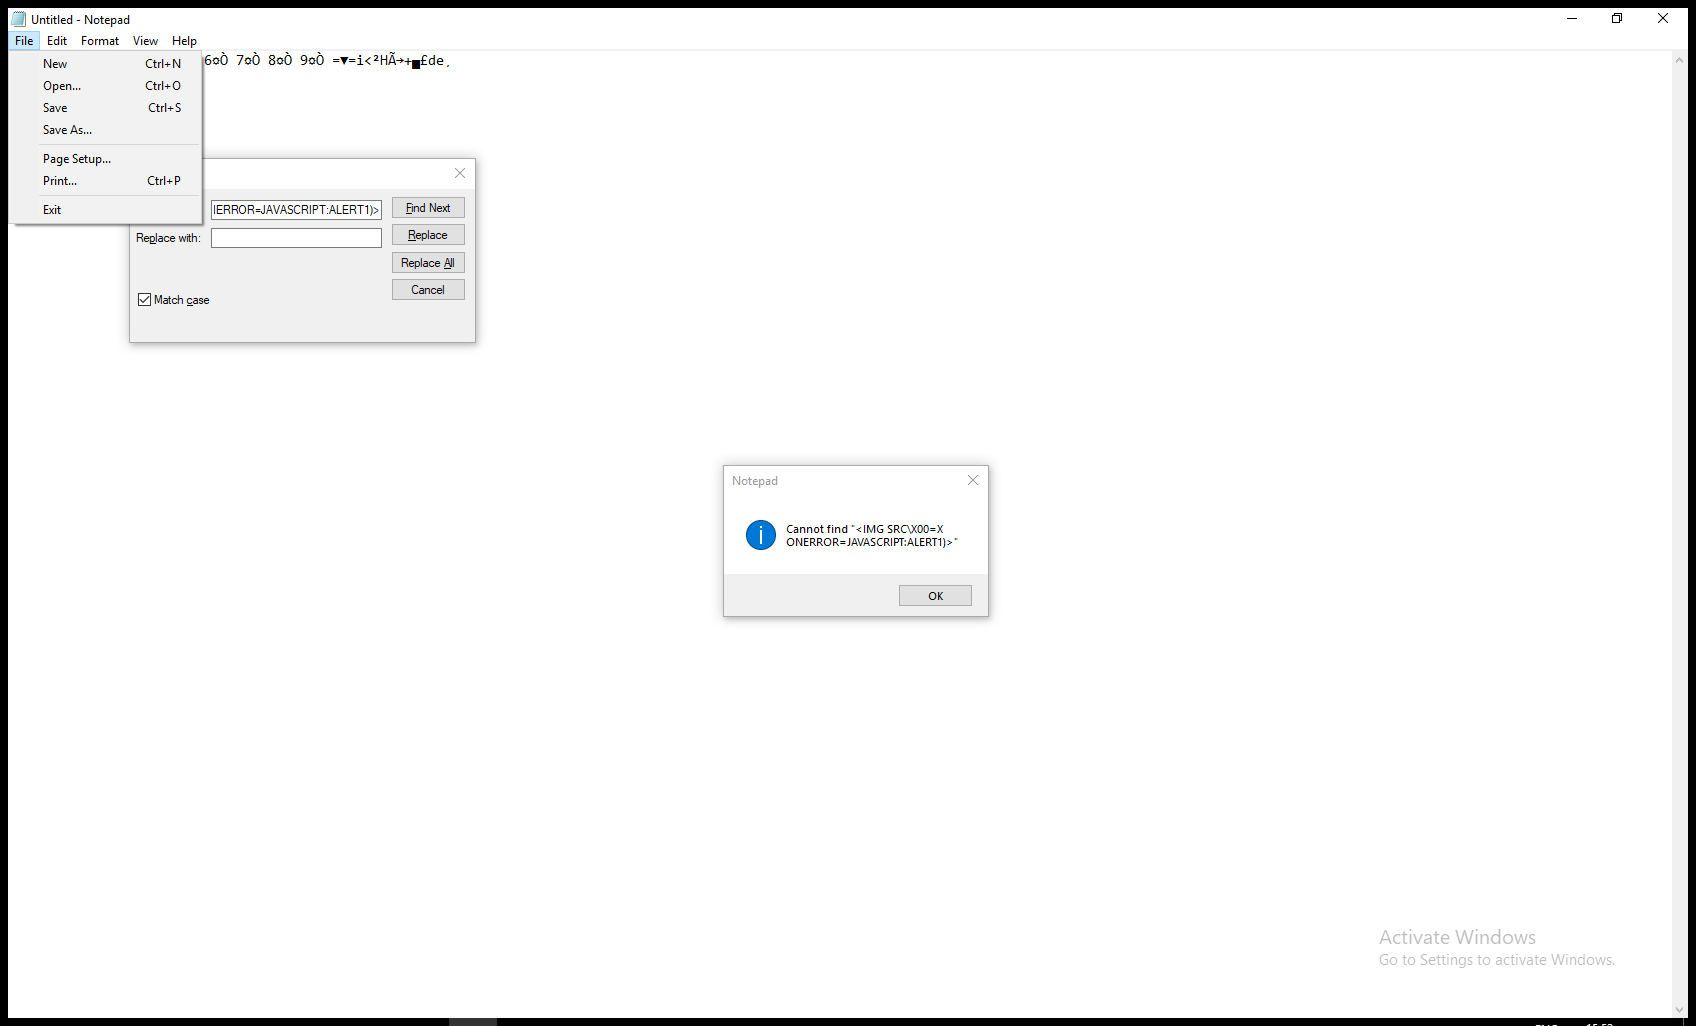 Untitled - Notepad
File Edit Format View Help
6¤Ò 7¤Ò 8¤Ò 9¤Ò =▼=i<²HÃ→+▄£de¸
New Ctrl+N
Open... Ctrl+O
Save Ctrl+S
Save As...
Page Setup...
Print... Ctrl+P
Exit
ERROR=JAVASCRIPT:ALERT1)>
Find Next
Replace with:
Replace
Replace All
Cancel
Match case
Notepad
Cannot find "<IMG SRC\X00=X
ONERROR=JAVASCRIPT:ALERT1)>"
OK
Activate Windows
Go to Settings to activate Windows.